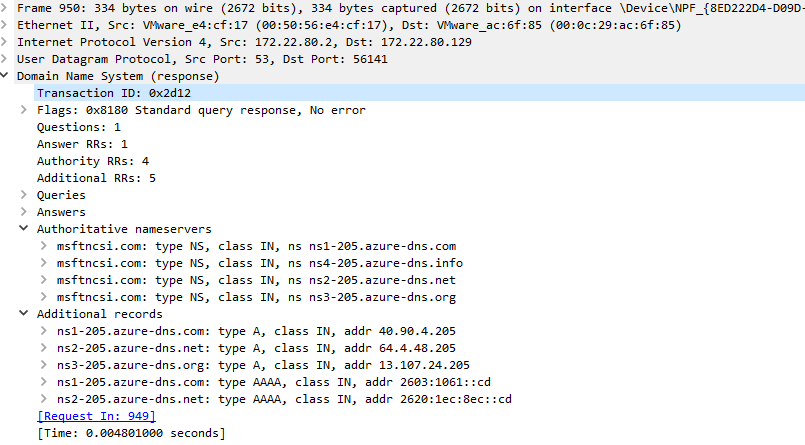 Frame 950: 334 bytes on wire (2672 bits), 334 bytes captured (2672 bits) on interface \Device\NPF_{8ED222D4-D09D-
Ethernet II, Src: VMware_e4:cf:17 (00:50:56:e4:cf:17), Dst: VMware_ac:6f:85 (00:0c:29:ac:6f:85)
Internet Protocol Version 4, Src: 172.22.80.2, Dst: 172.22.80.129
User Datagram Protocol, Src Port: 53, Dst Port: 56141
Domain Name System (response)
Transaction ID: 0x2d12
Flags: 0x8180 Standard query response, No error
Questions: 1
Answer RRs: 1
Authority RRs: 4
Additional RRs: 5
Queries
Answers
Authoritative nameservers
msftncsi.com: type NS, class IN, ns ns1-205.azure-dns.com
msftncsi.com: type NS, class IN, ns ns4-205.azure-dns.info
msftncsi.com: type NS, class IN, ns ns2-205.azure-dns.net
msftncsi.com: type NS, class IN, ns ns3-205.azure-dns.org
Additional records
ns1-205.azure-dns.com: type A, class IN, addr 40.90.4.205
ns2-205.azure-dns.net: type A, class IN, addr 64.4.48.205
ns3-205.azure-dns.org: type A, class IN, addr 13.107.24.205
ns1-205.azure-dns.com: type AAAA, class IN, addr 2603:1061::cd
ns2-205.azure-dns.net: type AAAA, class IN, addr 2620:1ec:8ec::cd
[Request In: 949]
[Time: 0.004801000 seconds]